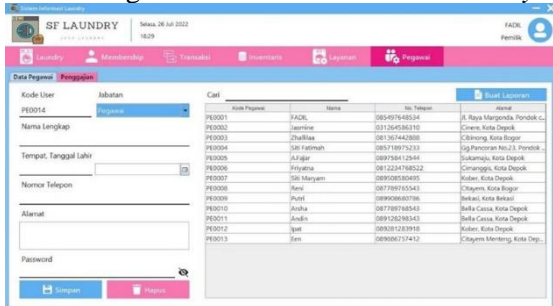 Sistem Informasi Laundry
SF LAUNDRY
Selasa, 26 Juli 2022
18:29
FADIL
Pemilik
Laundry
Membership
Transaksi
Inventaris
Layanan
Pegawai
Data Pegawai Penggajian
Kode User
Jabatan
PE0014
Pegawai
Nama Lengkap
Tempat, Tanggal Lahir
Nomor Telepon
Alamat
Password
Simpan
Hapus
Cari
Buat Laporan
Kode Pegawai Nama No. Telepon Alamat
PE0001 FADIL 085497648534 Jl. Raya Margonda, Pondok c...
PE0002 Jasmine 031264586310 Cinere, Kota Depok
PE0003 Zhalilaa 081367442888 Cibinong, Kota Bogor
PE0004 Siti Fatimah 085718975233 Gg.Pancoran No.23, Pondok ...
PE0005 A.Fajar 089758412544 Sukamaju, Kota Depok
PE0006 Friyatna 0812234768522 Cimanggis, Kota Depok
PE0007 Siti Maryam 089508580495 Kober, Kota Depok
PE0008 Reni 087789765543 Citayem, Kota Bogor
PE0009 Putri 089908680786 Bekasi, Kota Bekasi
PE0010 Arsha 087789768543 Bella Cassa, Kota Depok
PE0011 Andin 089128298343 Bella Cassa, Kota Depok
PE0012 Ipat 089281283918 Kober, Kota Depok
PE0013 Een 089086757412 Citayem Menteng, Kota Dep...